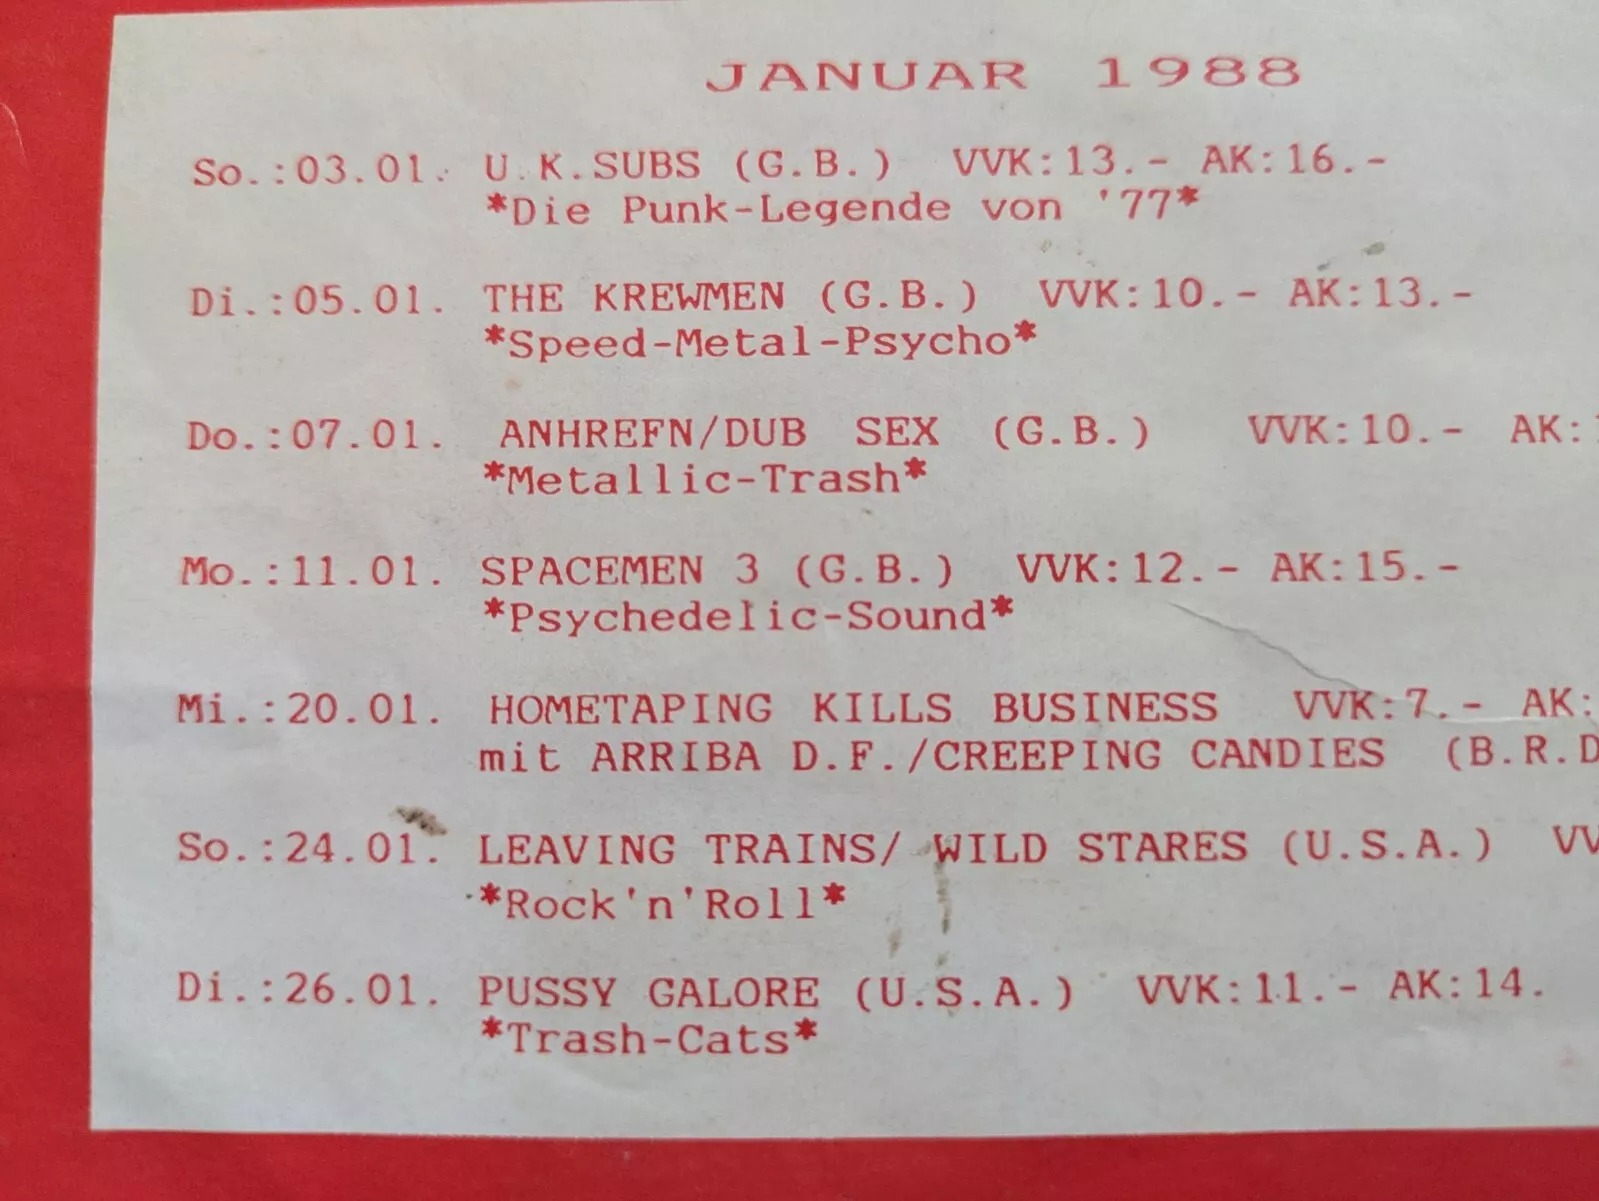 JANUAR 1988
So.:03.01. U.K.SUBS (G.B.) VVK:13.- AK:16.-
*Die Punk-Legende von '77*
Di.:05.01. THE KREWMEN (G.B.) VVK:10.- AK:13.-
*Speed-Metal-Psycho*
Do.:07.01. ANHREFN/DUB SEX (G.B.) VVK:10.- AK:
*Metallic-Trash*
Mo.:11.01. SPACEMEN 3 (G.B.) VVK:12.- AK:15.-
*Psychedelic-Sound*
Mi.:20.01. HOMETAPING KILLS BUSINESS VVK:7.- AK:
mit ARRIBA D.F./CREEPING CANDIES (B.R.D
So.:24.01. LEAVING TRAINS/ WILD STARES (U.S.A.)
*Rock'n'Roll*
Di.:26.01. PUSSY GALORE (U.S.A.) VVK:11.- AK:14.
*Trash-Cats*